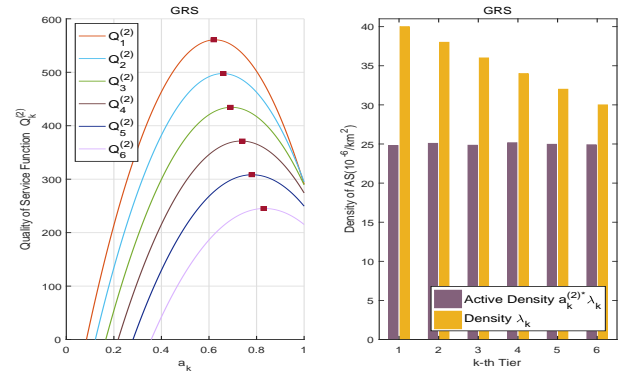 GRS
600
500
400
300
200
100
0
Quality of Service Function Q_k^(2)
Q_1^(2)
Q_2^(2)
Q_3^(2)
Q_4^(2)
Q_5^(2)
Q_6^(2)
0 0.2 0.4 0.6 0.8 1
a_k
GRS
40
35
30
25
20
15
10
5
0
Density of AS(10^-6/km^2)
Active Density a_k^(2)* λ_k
Density λ_k
1 2 3 4 5 6
k-th Tier